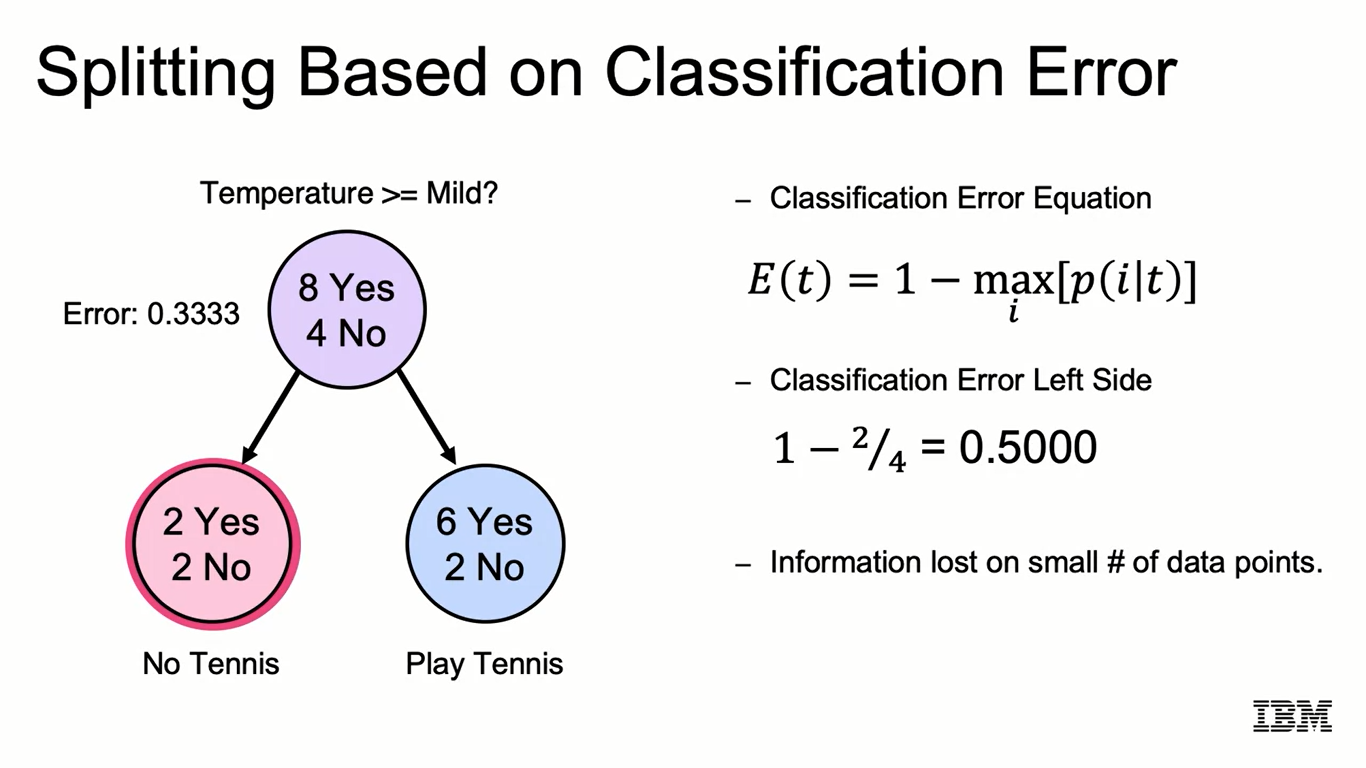 Splitting Based on Classification Error
Temperature >= Mild?
8 Yes
4 No
Error: 0.3333
2 Yes
2 No
6 Yes
2 No
No Tennis
Play Tennis
– Classification Error Equation
E(t) = 1 − max[p(i|t)]
i
– Classification Error Left Side
1 − 2/4 = 0.5000
– Information lost on small # of data points.
IBM